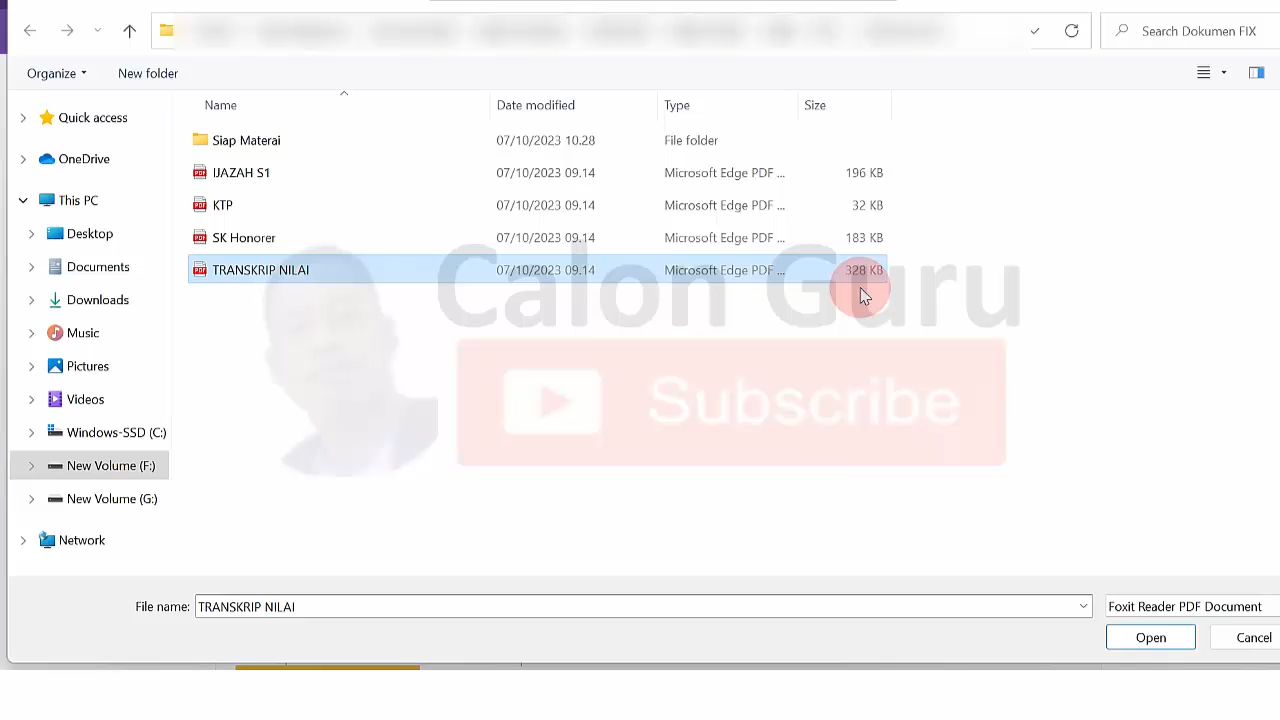 Search Dokumen FIX
Organize
New folder
Name
Date modified
Type
Size
Quick access
OneDrive
This PC
Desktop
Documents
Downloads
Music
Pictures
Videos
Windows-SSD (C:)
New Volume (F:)
New Volume (G:)
Network
Siap Materai 07/10/2023 10.28 File folder
IJAZAH S1 07/10/2023 09.14 Microsoft Edge PDF ... 196 KB
KTP 07/10/2023 09.14 Microsoft Edge PDF ... 32 KB
SK Honorer 07/10/2023 09.14 Microsoft Edge PDF ... 183 KB
TRANSKRIP NILAI 07/10/2023 09.14 Microsoft Edge PDF ... 328 KB
Calon Guru
Subscribe
File name: TRANSKRIP NILAI
Foxit Reader PDF Document
Open
Cancel